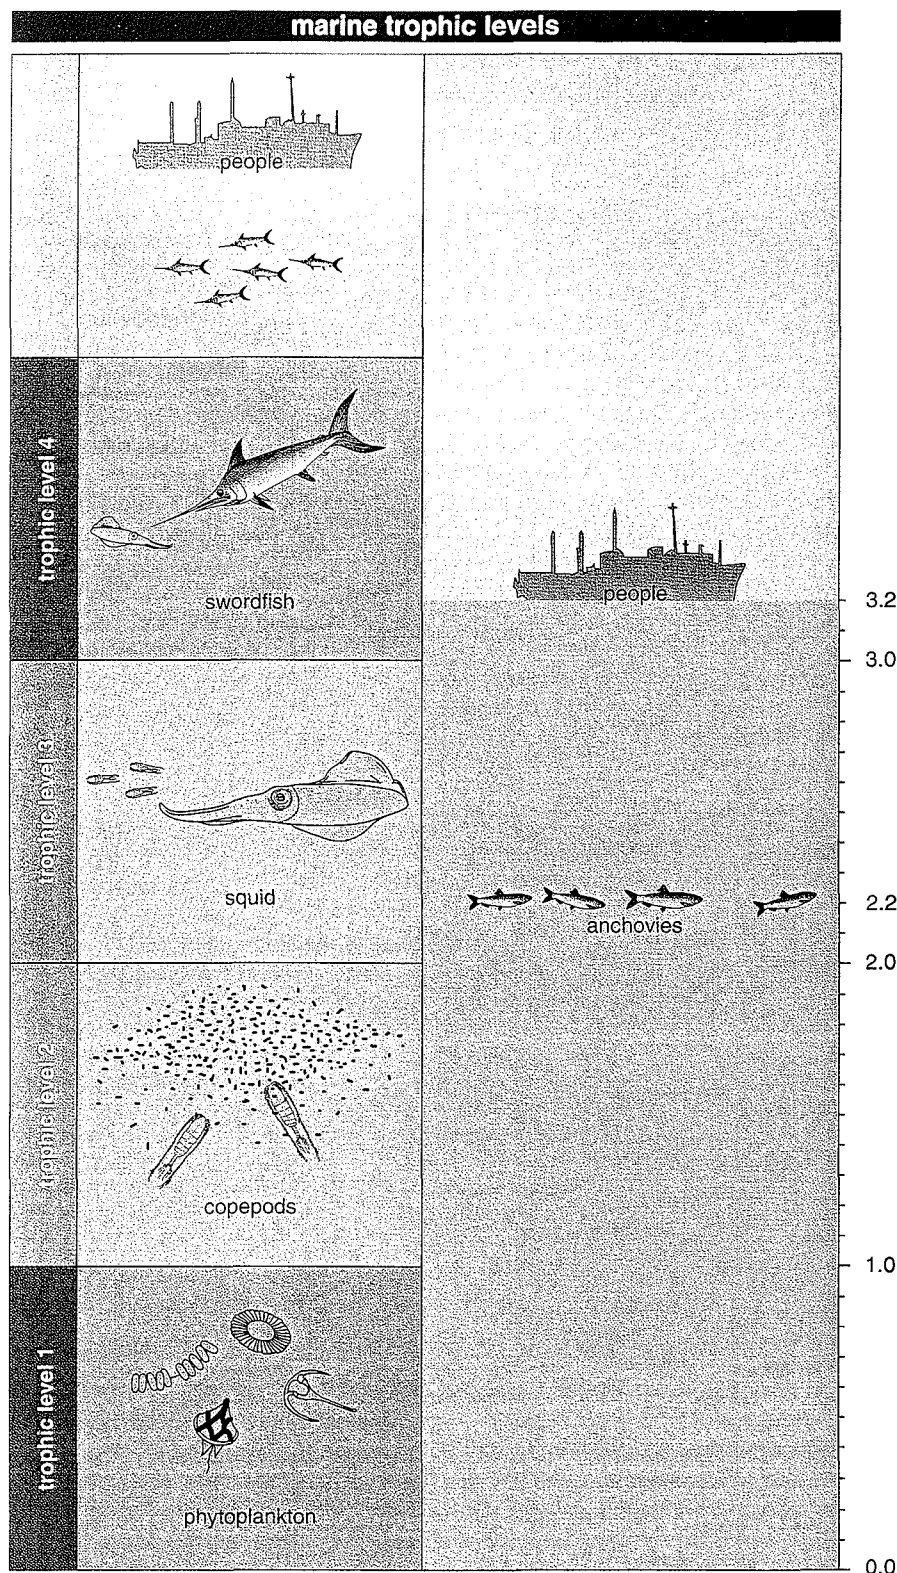 marine trophic levels
people
trophic level 4
swordfish
people
3.2
3.0
trophic level 3
squid
anchovies
2.2
2.0
trophic level 2
copepods
1.0
trophic level 1
phytoplankton
0.0